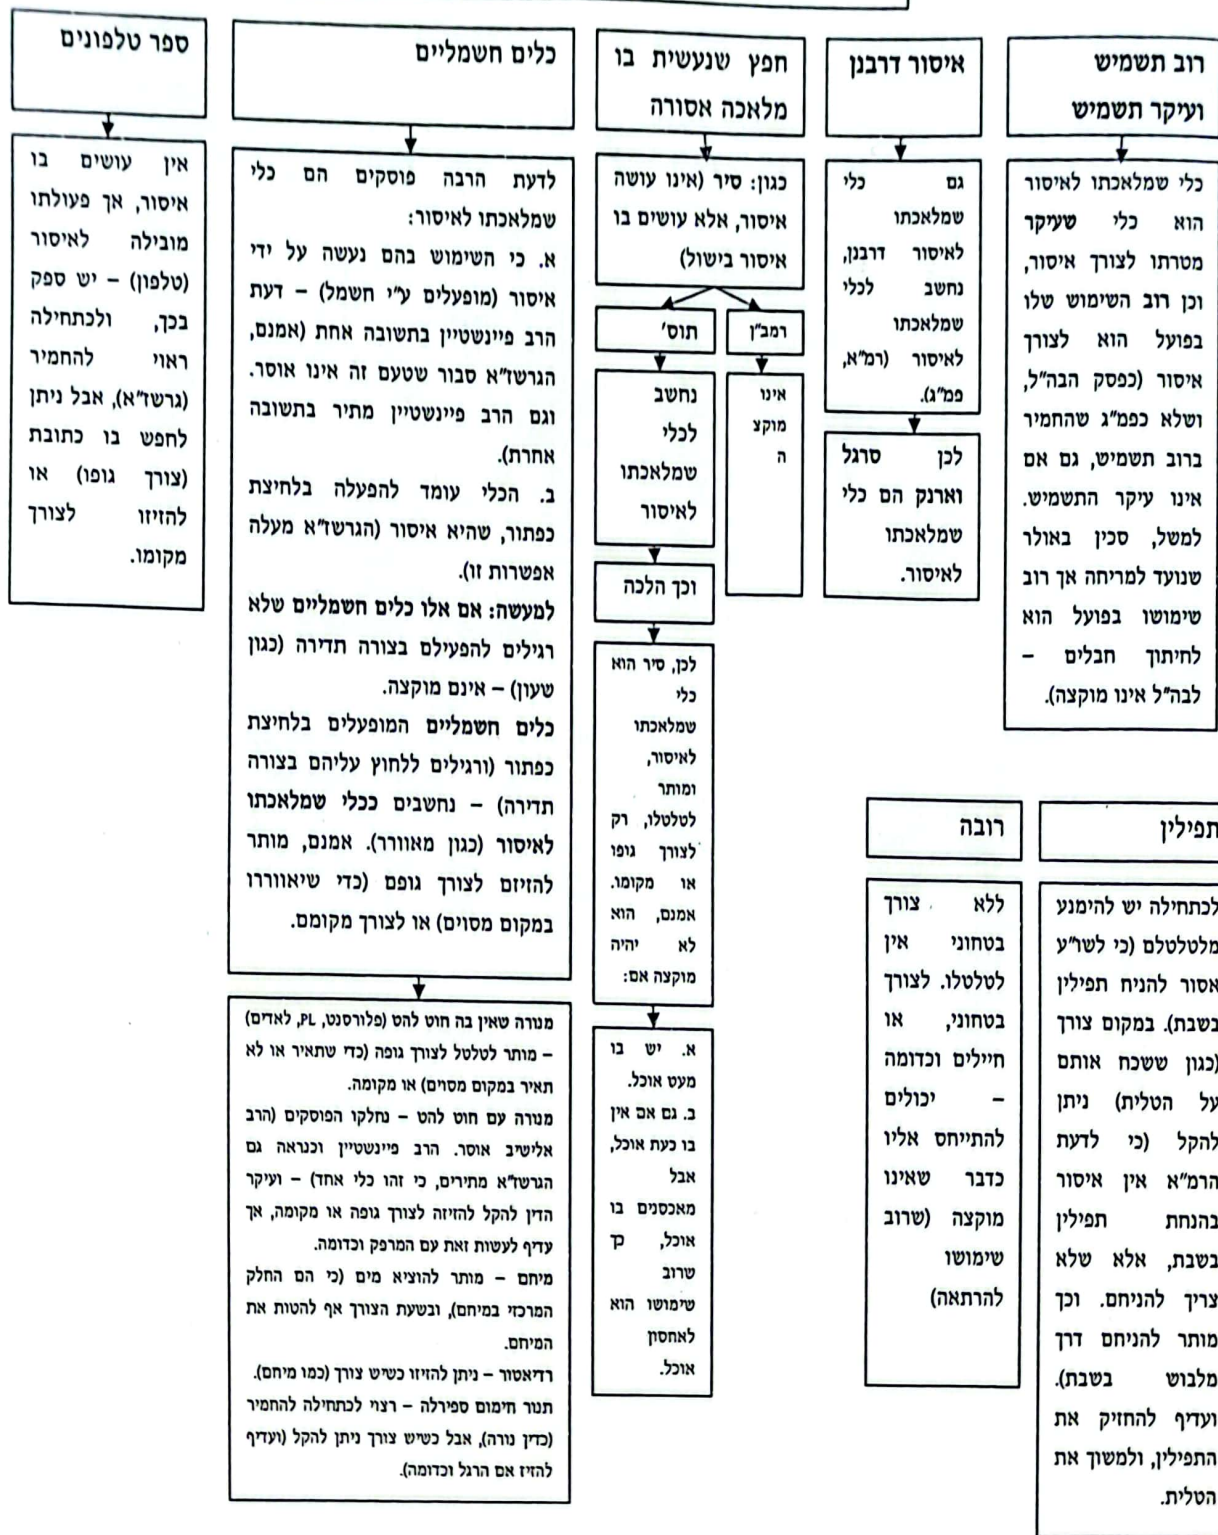 רוב תשמיש
ועיקר תשמיש
כלי שמלאכתו לאיסור
הוא כלי שעיקר
מטרתו לצורך איסור,
וכן רוב השימוש שלו
בפועל הוא לצורך
איסור (כפסק הבה"ל,
ושלא כפמ"ג שהחמיר
ברוב תשמיש, גם אם
אינו עיקר התשמיש.
למשל, סכין באולר
שנועד למריחה אך רוב
שימושו בפועל הוא
לחיתוך חבלים –
לבה"ל אינו מוקצה).
איסור דרבנן
גם כלי
שמלאכתו
לאיסור דרבנן,
נחשב לכלי
שמלאכתו
לאיסור (רמ"א,
פמ"ג).
לכן סרגל
וארנק הם כלי
שמלאכתו
לאיסור.
חפץ שנעשית בו
מלאכה אסורה
כגון: סיר (אינו עושה
איסור, אלא עושים בו
איסור בישול)
רמב"ן
אינו
מוקצ
ה
תוס'
נחשב
לכלי
שמלאכתו
לאיסור
וכך הלכה
לכן, סיר הוא
כלי
שמלאכתו
לאיסור,
ומותר
לטלטלו, רק
לצורך גופו
או מקומו.
אמנם, הוא
לא יהיה
מוקצה אם:
א. יש בו
מעט אוכל.
ב. גם אם אין
בו כעת אוכל,
אבל
מאכסנים בו
אוכל, כך
שרוב
שימושו הוא
לאחסון
אוכל.
כלים חשמליים
לדעת הרבה פוסקים הם כלי
שמלאכתו לאיסור:
א. כי השימוש בהם נעשה על ידי
איסור (מופעלים ע"י חשמל) – דעת
הרב פיינשטיין בתשובה אחת (אמנם,
הגרשז"א סבור שטעם זה אינו אוסר.
וגם הרב פיינשטיין מתיר בתשובה
אחרת).
ב. הכלי עומד להפעלה בלחיצת
כפתור, שהיא איסור (הגרשז"א מעלה
אפשרות זו).
למעשה: אם אלו כלים חשמליים שלא
רגילים להפעילם בצורה תדירה (כגון
שעון) – אינם מוקצה.
כלים חשמליים המופעלים בלחיצת
כפתור (ורגילים ללחוץ עליהם בצורה
תדירה) – נחשבים ככלי שמלאכתו
לאיסור (כגון מאוורר). אמנם, מותר
להזיזם לצורך גופם (כדי שיאווררו
במקום מסוים) או לצורך מקומם.
מנורה שאין בה חוט להט (פלורסנט, PL, לאדים)
– מותר לטלטל לצורך גופה (כדי שתאיר או לא
תאיר במקום מסוים) או מקומה.
מנורה עם חוט להט – נחלקו הפוסקים (הרב
אלישיב אוסר. הרב פיינשטיין וכנראה גם
הגרשז"א מתירים, כי זהו כלי אחד) – ועיקר
הדין להקל להזיזה לצורך גופה או מקומה, אך
עדיף לעשות זאת עם המרפק וכדומה.
מיחם – מותר להוציא מים (כי הם החלק
המרכזי במיחם), ובשעת הצורך אף להטות את
המיחם.
רדיאטור – ניתן להזיזו כשיש צורך (כמו מיחם).
תנור חימום ספירלה – רצוי לכתחילה להחמיר
(כדין נורה), אבל כשיש צורך ניתן להקל (ועדיף
להזיז אם הרגל וכדומה).
ספר טלפונים
אין עושים בו
איסור, אך פעולתו
מובילה לאיסור
(טלפון) – יש ספק
בכך, ולכתחילה
ראוי להחמיר
(גרשז"א), אבל ניתן
לחפש בו כתובת
(צורך גופו) או
להזיזו לצורך
מקומו.
תפילין
לכתחילה יש להימנע
מלטלטלם (כי לשו"ע
אסור להניח תפילין
בשבת). במקום צורך
(כגון ששכח אותם
על הטלית) ניתן
להקל (כי לדעת
הרמ"א אין איסור
בהנחת תפילין
בשבת, אלא שלא
צריך להניחם. וכך
מותר להניחם דרך
מלבוש בשבת).
ועדיף להחזיק את
התפילין, ולמשוך את
הטלית.
רובה
ללא צורך
בטחוני אין
לטלטלו. לצורך
בטחוני, או
חיילים וכדומה
– יכולים
להתייחס אליו
כדבר שאינו
מוקצה (שרוב
שימושו
להרתאה)